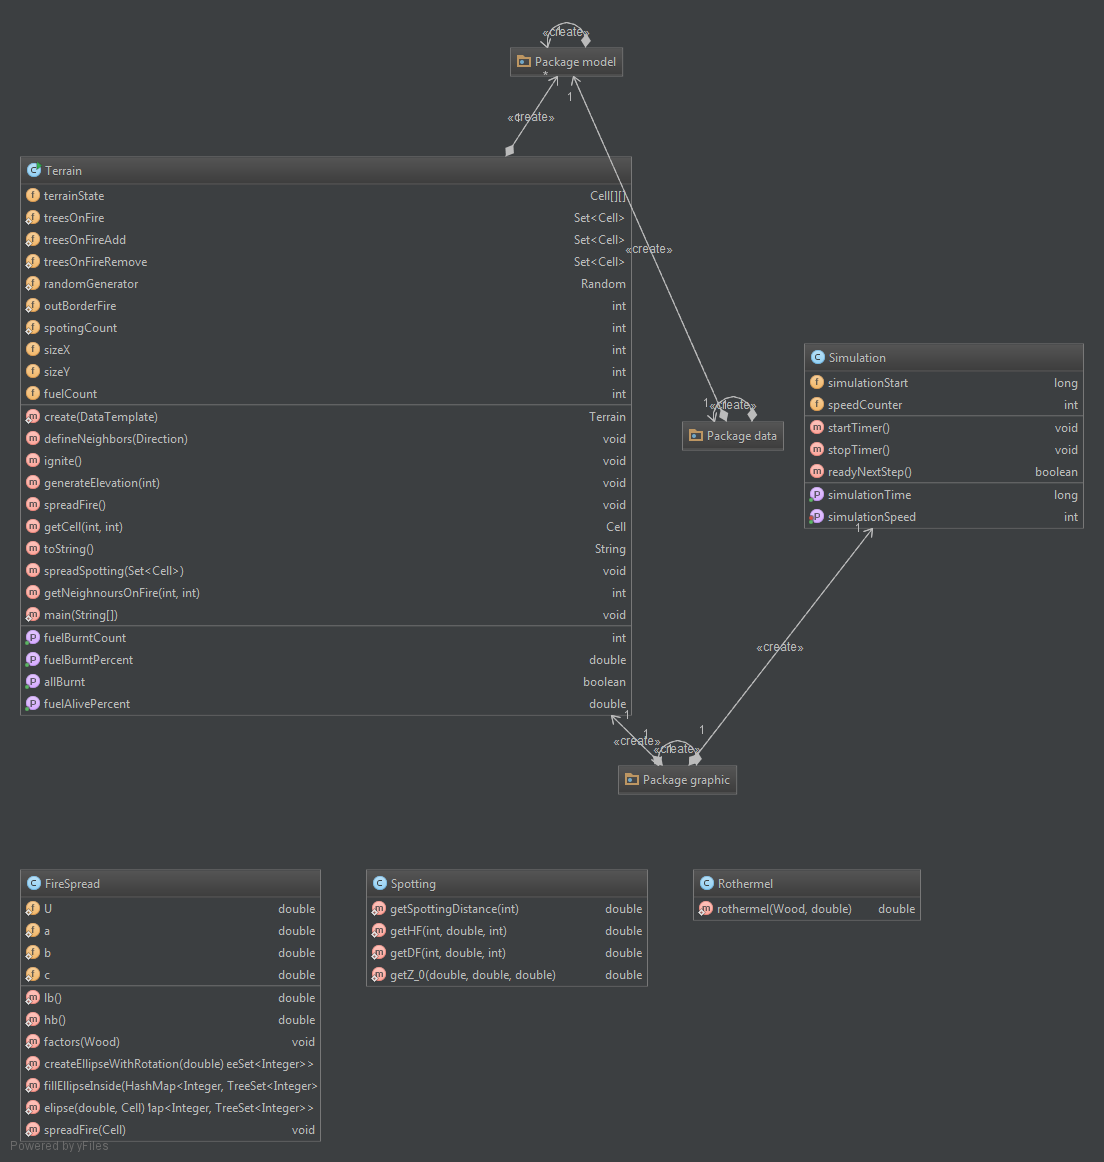 «create»
1
Package model
*
1
«create»
1
Terrain
terrainState Cell[][]
treesOnFire Set<Cell>
treesOnFireAdd Set<Cell>
treesOnFireRemove Set<Cell>
randomGenerator Random
outBorderFire int
spotingCount int
sizeX int
sizeY int
fuelCount int
create(DataTemplate) Terrain
defineNeighbors(Direction) void
ignite() void
generateElevation(int) void
spreadFire() void
getCell(int, int) Cell
toString() String
spreadSpotting(Set<Cell>) void
getNeighnoursOnFire(int, int) int
main(String[]) void
fuelBurntCount int
fuelBurntPercent double
allBurnt boolean
fuelAlivePercent double
«create»
1
«create»
1
Package data
Simulation
simulationStart long
speedCounter int
startTimer() void
stopTimer() void
readyNextStep() boolean
simulationTime long
simulationSpeed int
1
«create»
1
1
1
«create»
«create»
1
Package graphic
FireSpread
U double
a double
b double
c double
lb() double
hb() double
factors(Wood) void
createEllipseWithRotation(double) eeSet<Integer>>
fillEllipseInside(HashMap<Integer, TreeSet<Integer>
elipse(double, Cell) ap<Integer, TreeSet<Integer>>
spreadFire(Cell) void
Spotting
getSpottingDistance(int) double
getHF(int, double, int) double
getDF(int, double, int) double
getZ_0(double, double, double) double
Rothermel
rothermel(Wood, double) double
Powered by yFiles